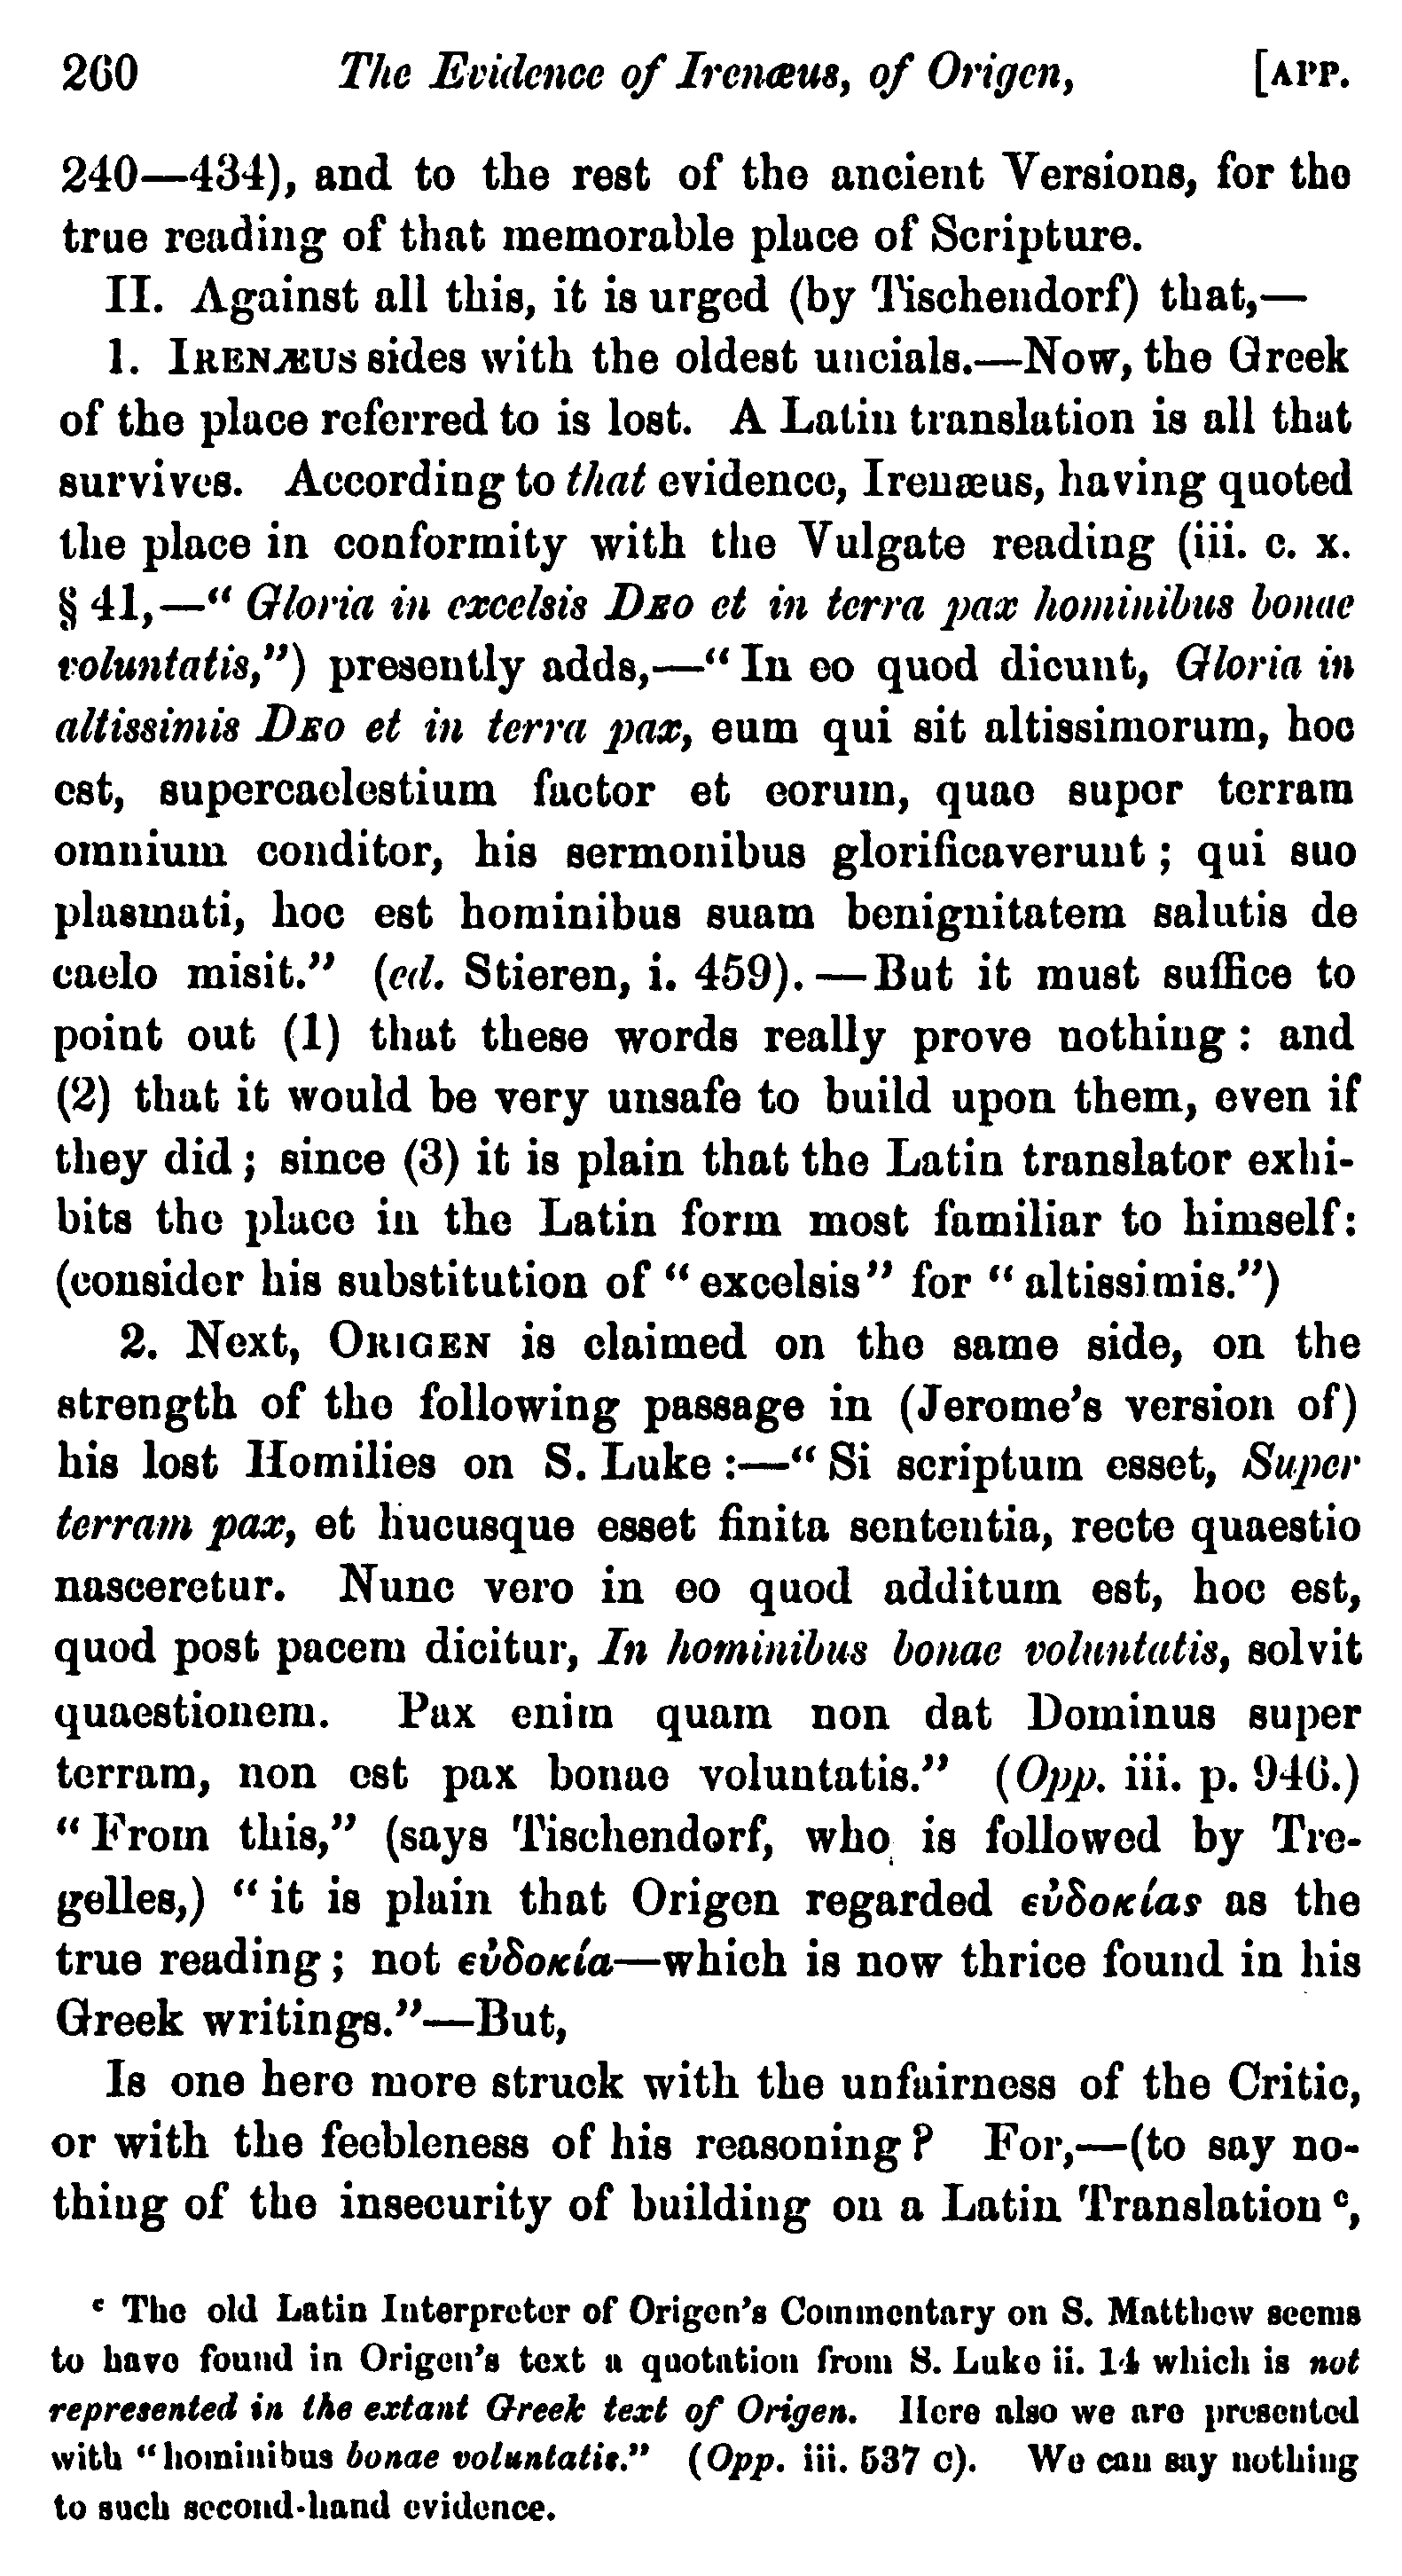 260 The Evidence of Irenæus, of Origen, [APP.
240—434), and to the rest of the ancient Versions, for the
true reading of that memorable place of Scripture.
II. Against all this, it is urged (by Tischendorf) that,—
1. IRENÆUS sides with the oldest uncials.—Now, the Greek
of the place referred to is lost. A Latin translation is all that
survives. According to that evidence, Irenæus, having quoted
the place in conformity with the Vulgate reading (iii. c. x.
§ 41,—“ Gloria in excelsis DEO et in terra pax hominibus bonae
voluntatis,”) presently adds,—“ In eo quod dicunt, Gloria in
altissimis DEO et in terra pax, eum qui sit altissimorum, hoc
est, supercaelestium factor et eorum, quae super terram
omnium conditor, his sermonibus glorificaverunt ; qui suo
plasmati, hoc est hominibus suam benignitatem salutis de
caelo misit.” (ed. Stieren, i. 459).—But it must suffice to
point out (1) that these words really prove nothing : and
(2) that it would be very unsafe to build upon them, even if
they did ; since (3) it is plain that the Latin translator exhi-
bits the place in the Latin form most familiar to himself:
(consider his substitution of “ excelsis” for “ altissimis.”)
2. Next, ORIGEN is claimed on the same side, on the
strength of the following passage in (Jerome’s version of)
his lost Homilies on S. Luke :—“ Si scriptum esset, Super
terram pax, et hucusque esset finita sententia, recte quaestio
nasceretur. Nunc vero in eo quod additum est, hoc est,
quod post pacem dicitur, In hominibus bonae voluntatis, solvit
quaestionem. Pax enim quam non dat Dominus super
terram, non est pax bonae voluntatis.” (Opp. iii. p. 946.)
“ From this,” (says Tischendorf, who is followed by Tre-
gelles,) “ it is plain that Origen regarded εὐδοκίας as the
true reading ; not εὐδοκία—which is now thrice found in his
Greek writings.”—But,
Is one here more struck with the unfairness of the Critic,
or with the feebleness of his reasoning ? For,—(to say no-
thing of the insecurity of building on a Latin Translation c,
c The old Latin Interpreter of Origen’s Commentary on S. Matthew seems
to have found in Origen’s text a quotation from S. Luke ii. 14 which is not
represented in the extant Greek text of Origen. Here also we are presented
with “hominibus bonae voluntatis.” (Opp. iii. 537 c). We can say nothing
to such second-hand evidence.